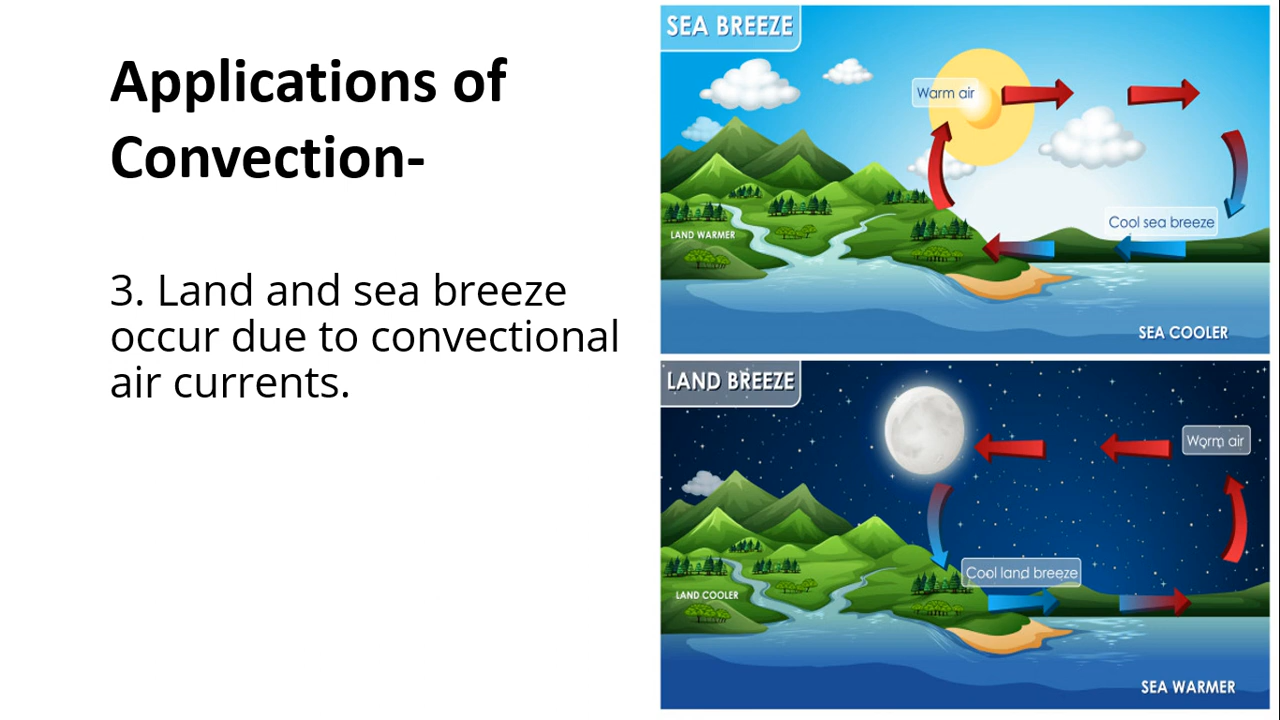 Applications of
Convection-
3. Land and sea breeze
occur due to convectional
air currents.
SEA BREEZE
Warm air
Cool sea breeze
LAND WARMER
SEA COOLER
LAND BREEZE
Worm air
Cool land breeze
LAND COOLER
SEA WARMER